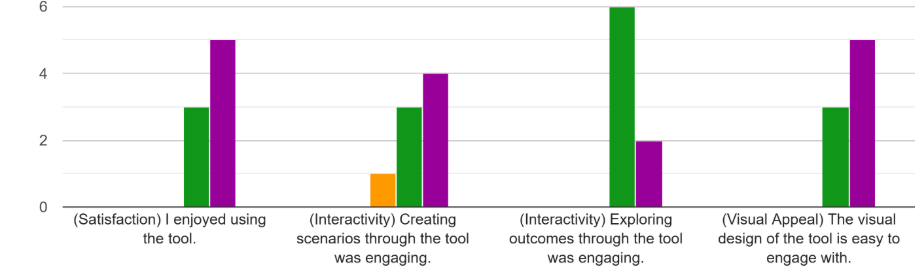 6
4
2
0
(Satisfaction) I enjoyed using
the tool.
(Interactivity) Creating
scenarios through the tool
was engaging.
(Interactivity) Exploring
outcomes through the tool
was engaging.
(Visual Appeal) The visual
design of the tool is easy to
engage with.